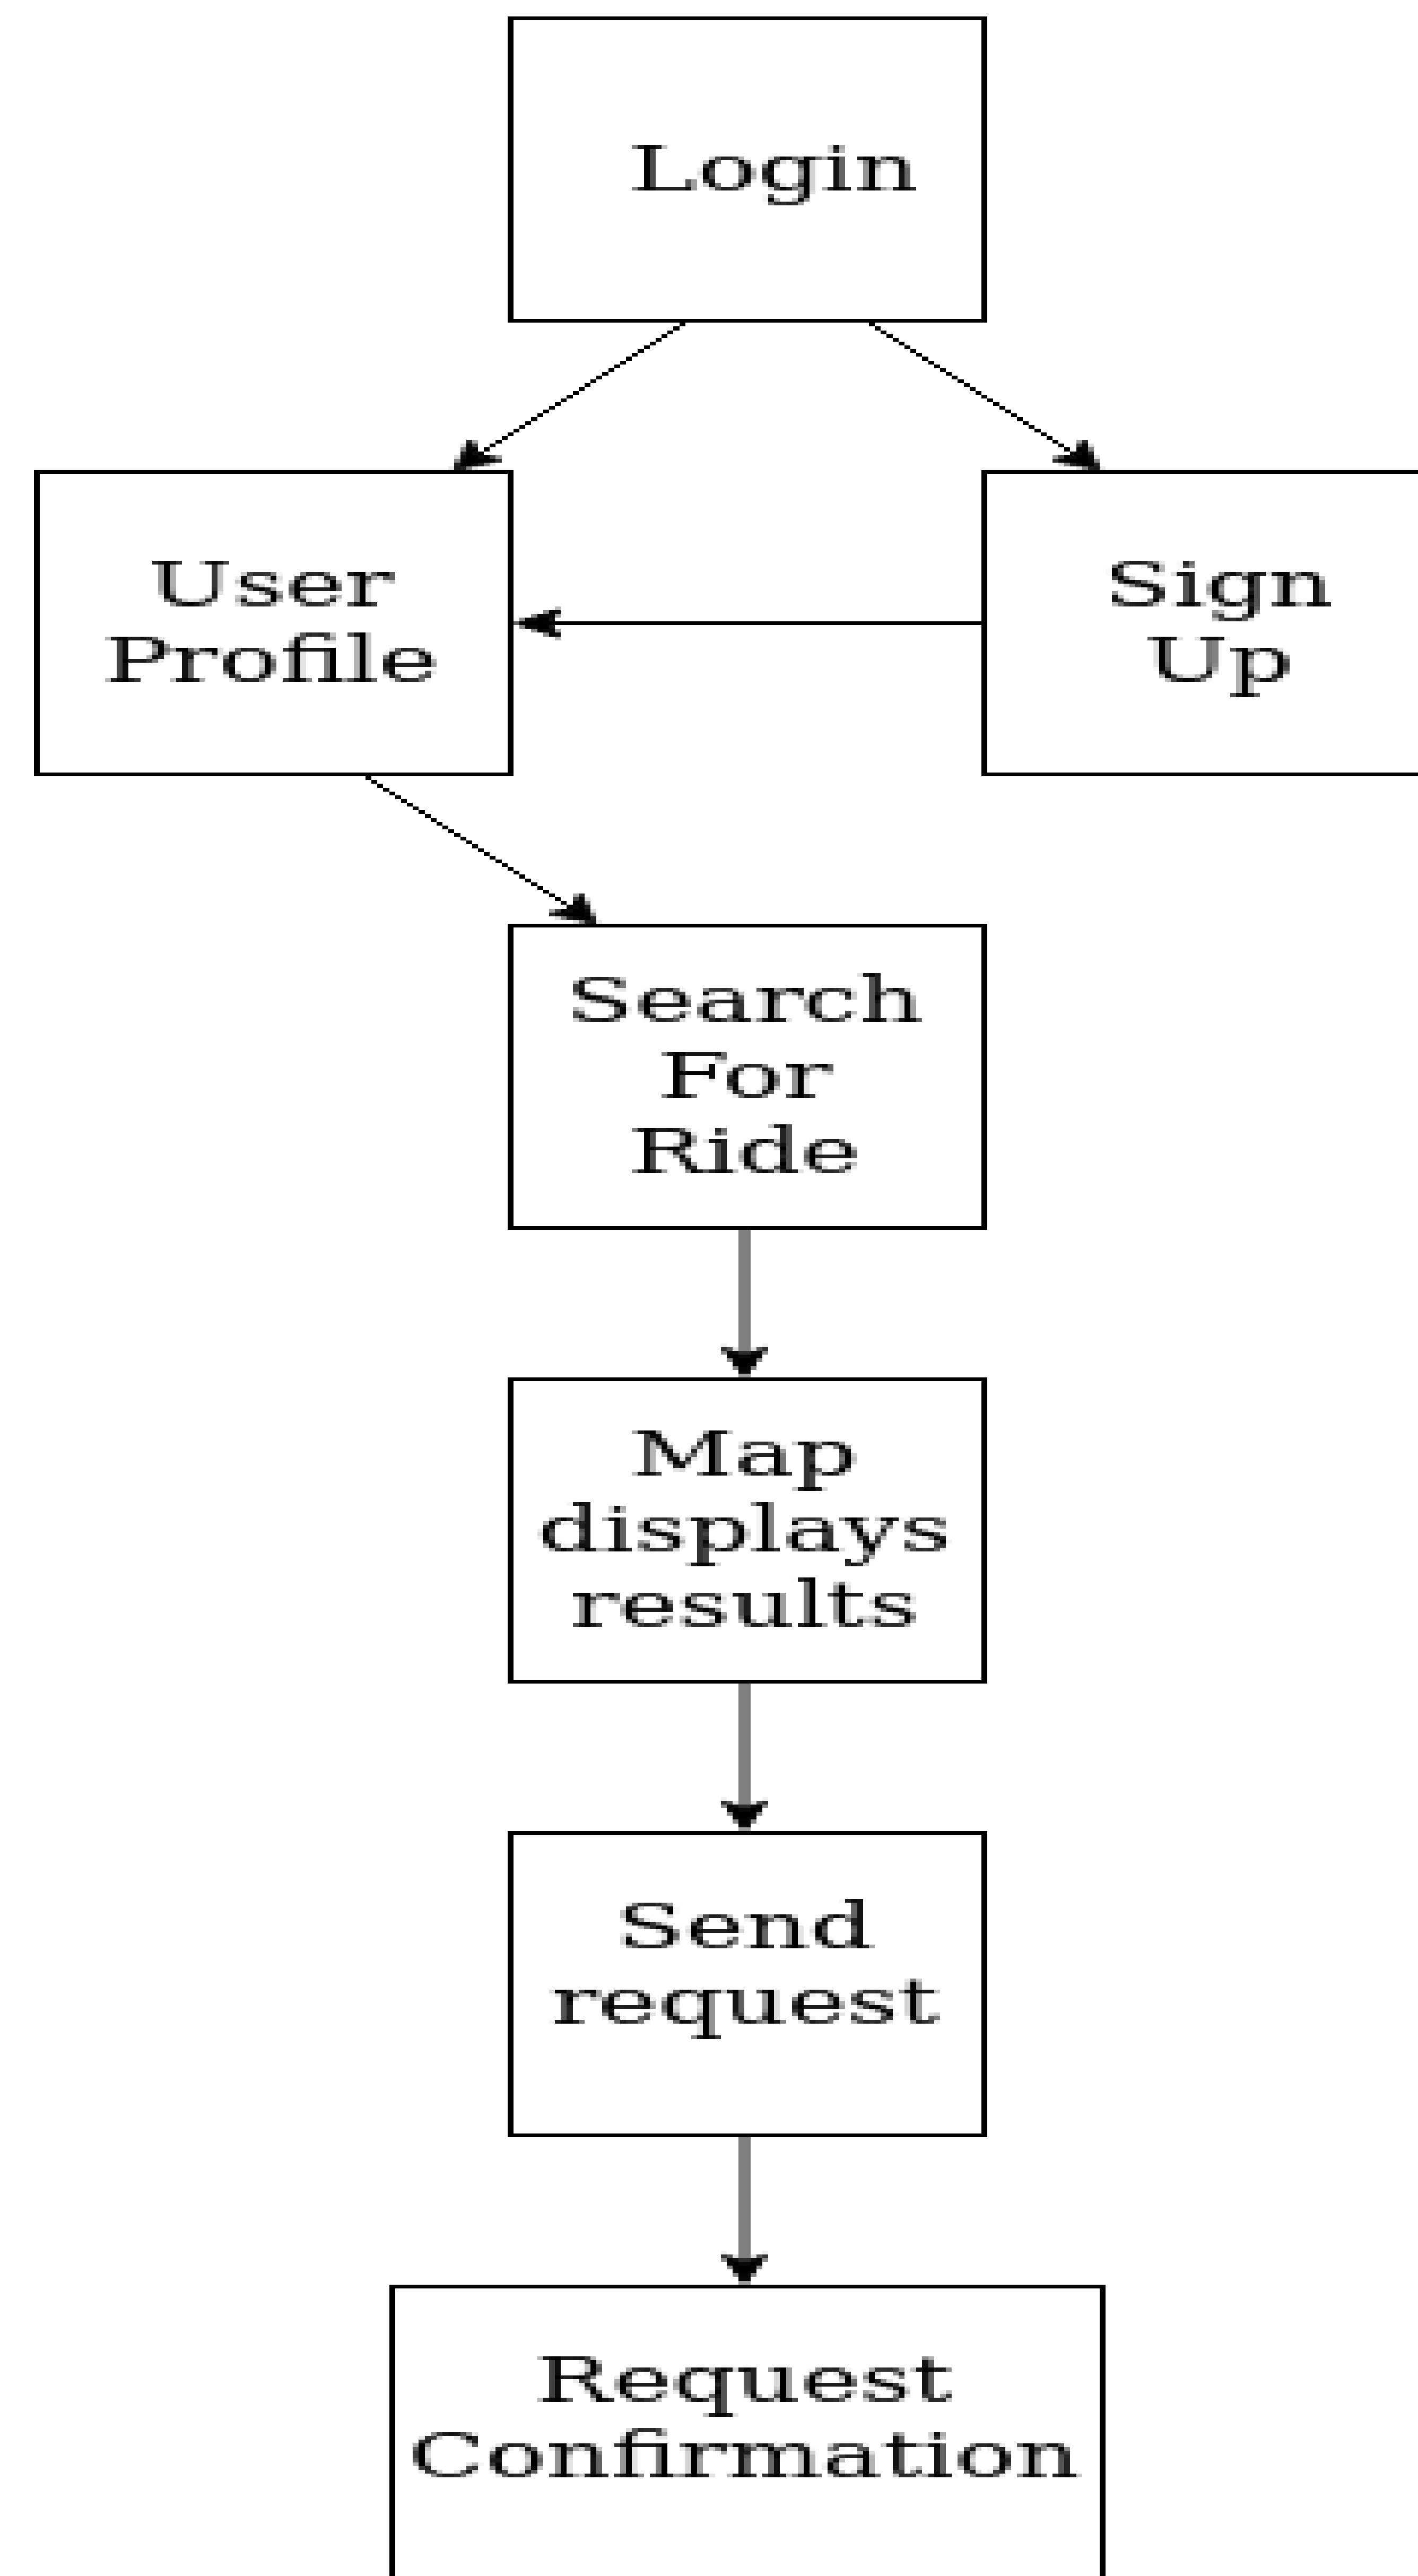 Login
User
Profile
Sign
Up
Search
For
Ride
Map
displays
results
Send
request
Request
Confirmation